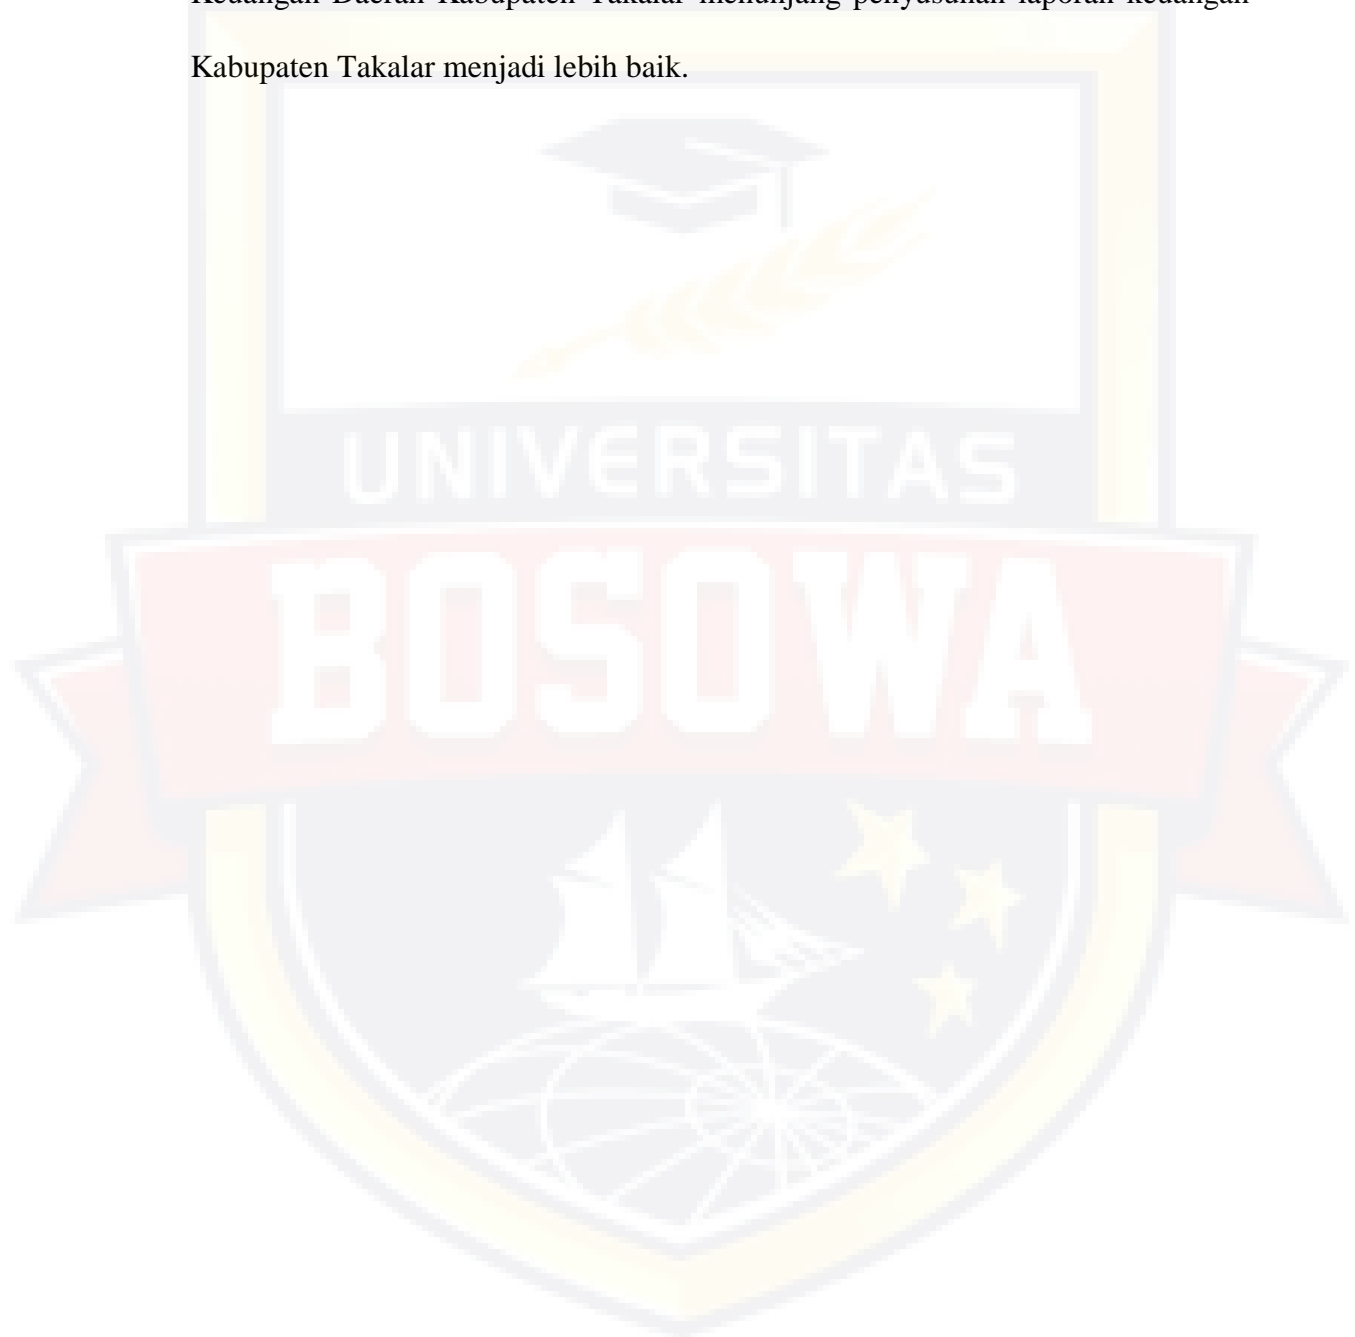 Keuangan Daerah Kabupaten Takalar menunjang penyusunan laporan keuangan
Kabupaten Takalar menjadi lebih baik.
UNIVERSITAS
BOSOWA